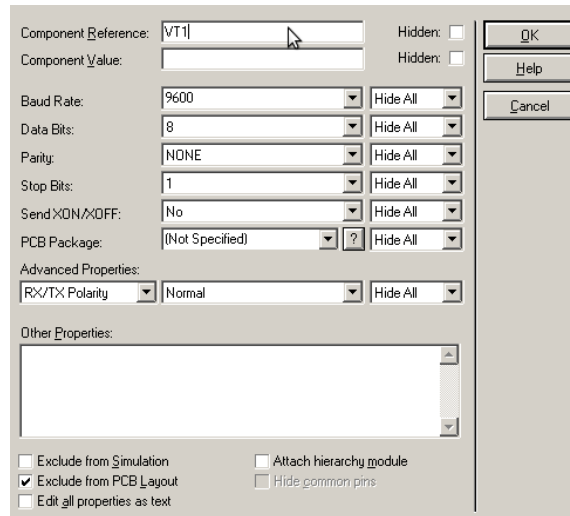 Component Reference: VT1 Hidden: OK
Component Value: Hidden: Help
Baud Rate: 9600 Hide All Cancel
Data Bits: 8 Hide All
Parity: NONE Hide All
Stop Bits: 1 Hide All
Send XON/XOFF: No Hide All
PCB Package: (Not Specified) ? Hide All
Advanced Properties:
RX/TX Polarity Normal Hide All
Other Properties:
Exclude from Simulation Attach hierarchy module
Exclude from PCB Layout Hide common pins
Edit all properties as text